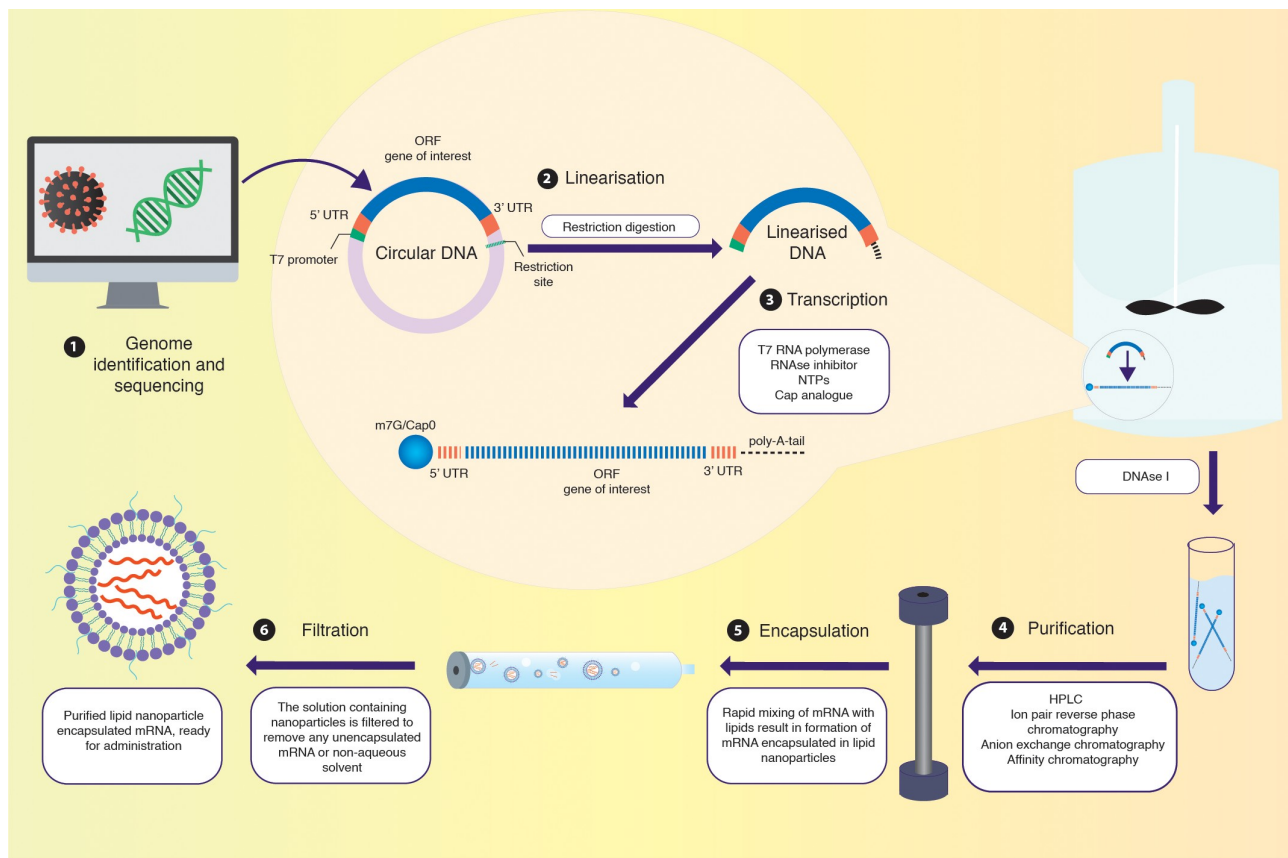 1
Genome
identification and
sequencing
ORF
gene of interest
5’ UTR
3’ UTR
T7 promoter
Circular DNA
Restriction
site
2 Linearisation
Restriction digestion
Linearised
DNA
3 Transcription
T7 RNA polymerase
RNAse inhibitor
NTPs
Cap analogue
m7G/Cap0
5’ UTR
ORF
gene of interest
3’ UTR
poly-A-tail
DNAse I
4 Purification
HPLC
Ion pair reverse phase
chromatography
Anion exchange chromatography
Affinity chromatography
5 Encapsulation
Rapid mixing of mRNA with
lipids result in formation of
mRNA encapsulated in lipid
nanoparticles
6 Filtration
The solution containing
nanoparticles is filtered to
remove any unencapsulated
mRNA or non-aqueous
solvent
Purified lipid nanoparticle
encapsulated mRNA, ready
for administration